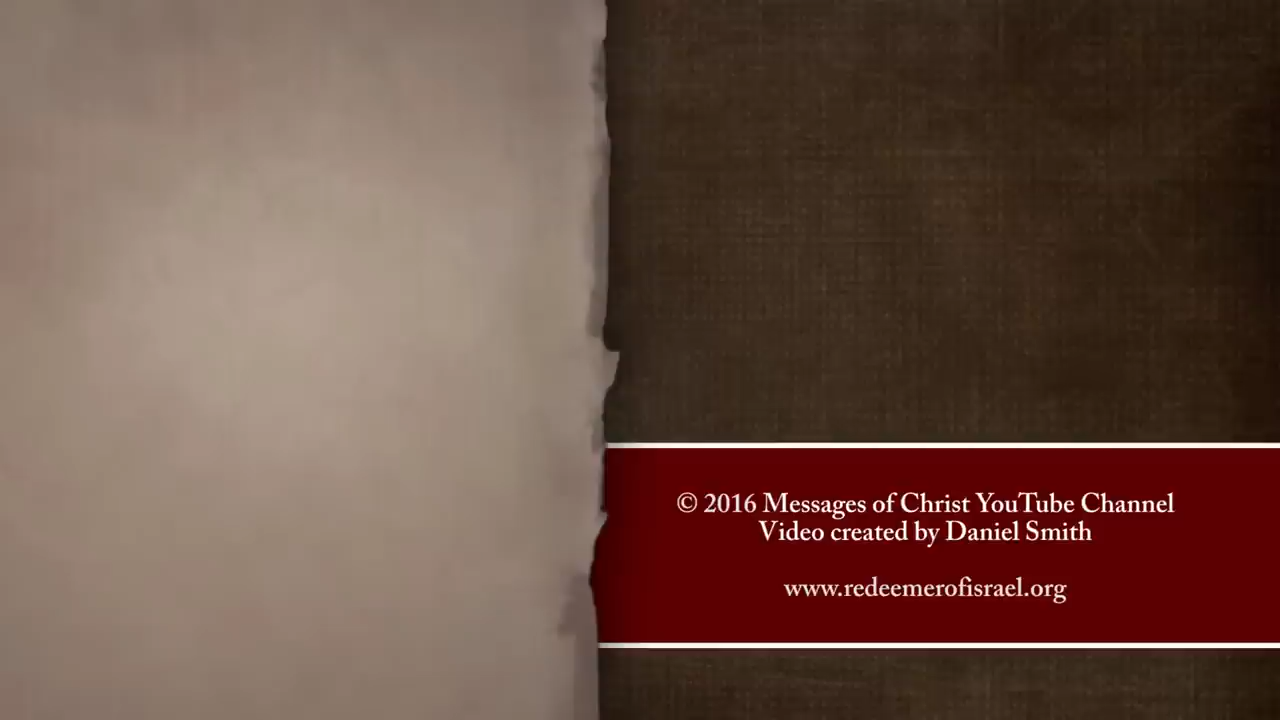 © 2016 Messages of Christ YouTube Channel
Video created by Daniel Smith
www.redeemerofisrael.org